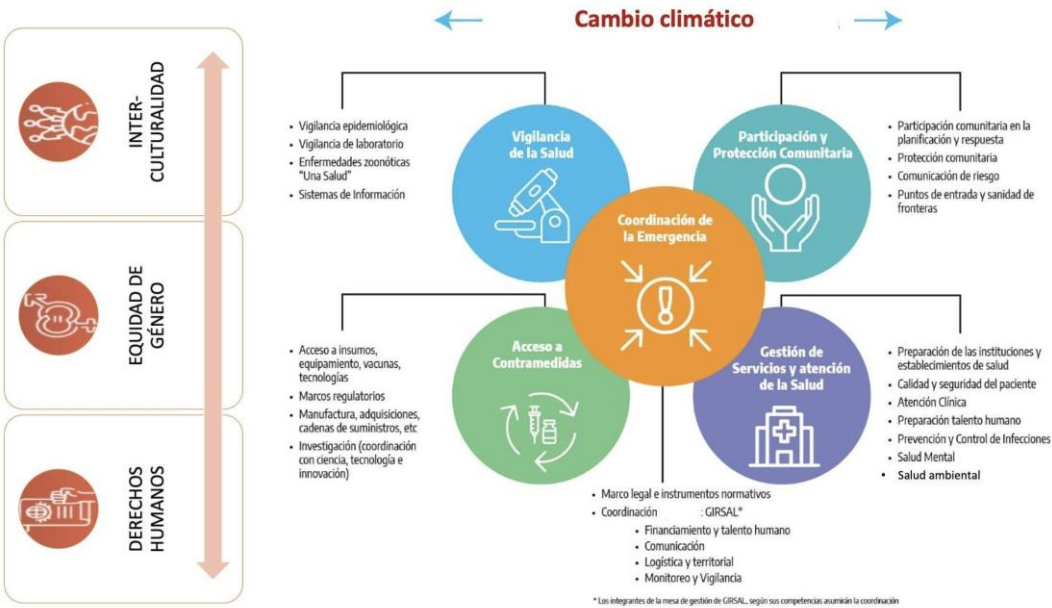 Cambio climático
INTER-
CULTURALIDAD
EQUIDAD DE
GÉNERO
DERECHOS
HUMANOS
• Vigilancia epidemiológica
• Vigilancia de laboratorio
• Enfermedades zoonóticas
"Una Salud"
• Sistemas de Información
Vigilancia
de la Salud
Participación y
Protección Comunitaria
• Participación comunitaria en la
planificación y respuesta
• Protección comunitaria
• Comunicación de riesgo
• Puntos de entrada y sanidad de
fronteras
Coordinación de
la Emergencia
• Acceso a insumos,
equipamiento, vacunas,
tecnologías
• Marcos regulatorios
• Manufactura, adquisiciones,
cadenas de suministros, etc
• Investigación (coordinación
con ciencia, tecnología e
innovación)
Acceso a
Contramedidas
Gestión de
Servicios y atención
de la Salud
• Preparación de las instituciones y
establecimientos de salud
• Calidad y seguridad del paciente
• Atención Clínica
• Preparación talento humano
• Prevención y Control de Infecciones
• Salud Mental
• Salud ambiental
• Marco legal e instrumentos normativos
• Coordinación : GIRSAL*
• Financiamiento y talento humano
• Comunicación
• Logística y territorial
• Monitoreo y Vigilancia
* Los integrantes de la mesa de gestión de GIRSAL, según sus competencias asumirán la coordinación